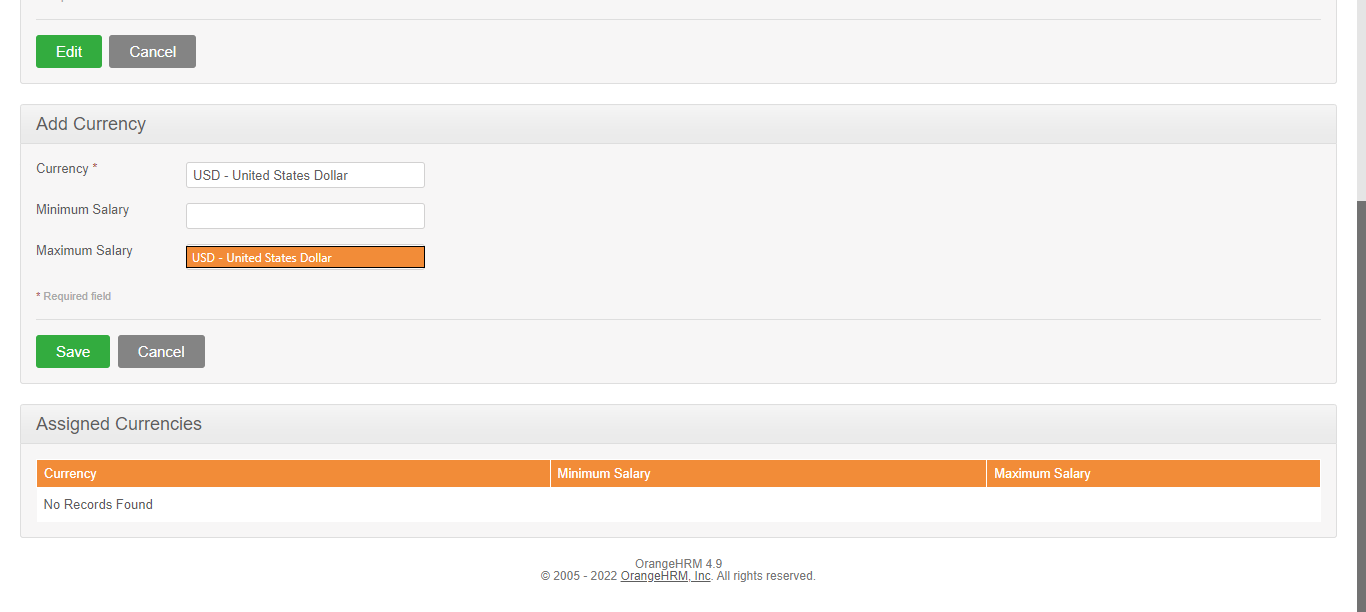 Edit Cancel
Add Currency
Currency * USD - United States Dollar
Minimum Salary
Maximum Salary USD - United States Dollar
* Required field
Save Cancel
Assigned Currencies
Currency Minimum Salary Maximum Salary
No Records Found
OrangeHRM 4.9
© 2005 - 2022 OrangeHRM, Inc. All rights reserved.